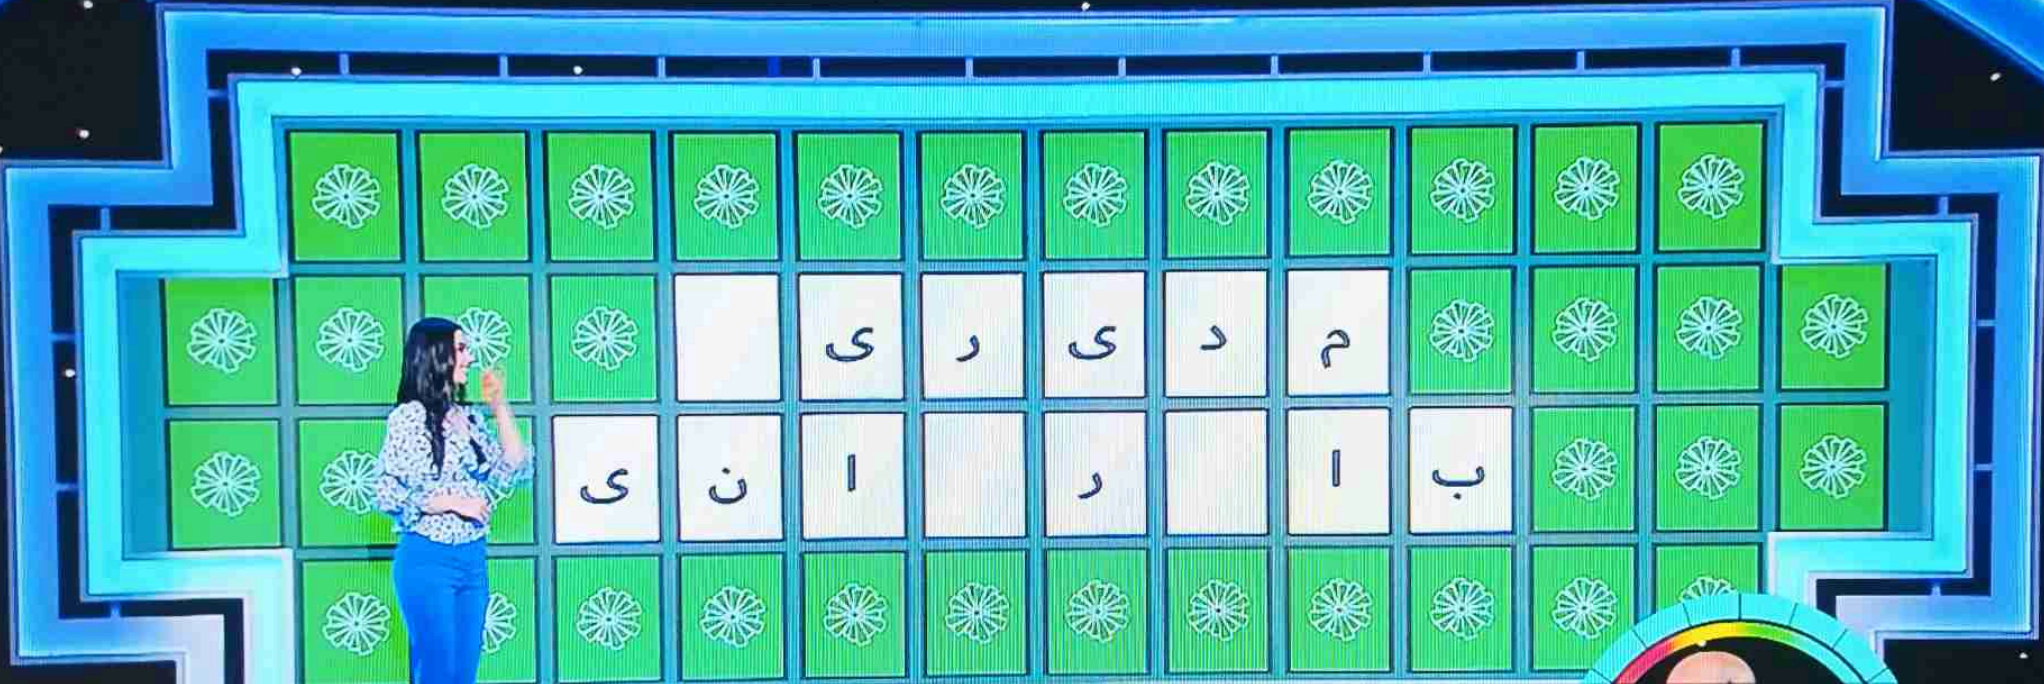 م د ی ر ی
ب ا ر ا ن ی